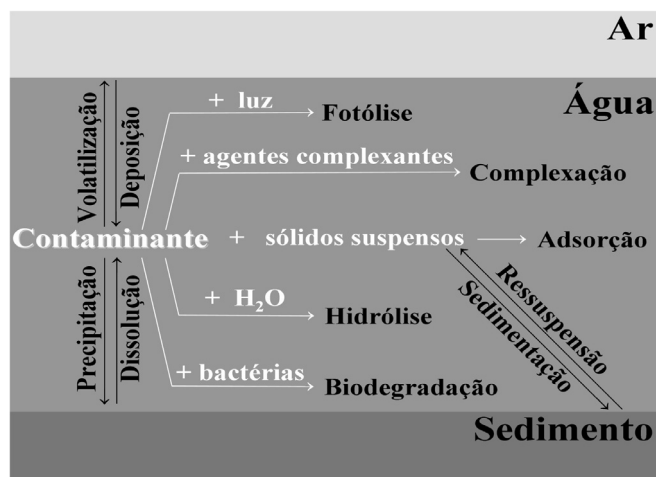 Ar
Água
Volatilização
Deposição
+ luz
Fotólise
+ agentes complexantes
Complexação
Contaminante + sólidos suspensos
Adsorção
Precipitação
Dissolução
+ H₂O
Hidrólise
Ressuspensão
Sedimentação
+ bactérias
Biodegradação
Sedimento